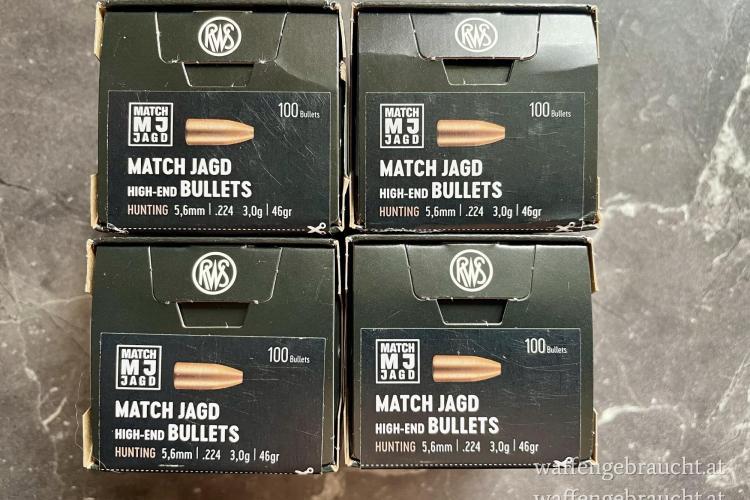 RWS
MATCH
MJ
JAGD
100 Bullets
MATCH JAGD
HIGH-END BULLETS
HUNTING 5,6mm | .224 3,0g | 46gr
RWS
MATCH
MJ
JAGD
100 Bullets
MATCH JAGD
HIGH-END BULLETS
HUNTING 5,6mm | .224 3,0g | 46gr
RWS
MATCH
MJ
JAGD
100 Bullets
MATCH JAGD
HIGH-END BULLETS
HUNTING 5,6mm | .224 3,0g | 46gr
RWS
MATCH
MJ
JAGD
100 Bullets
MATCH JAGD
HIGH-END BULLETS
HUNTING 5,6mm | .224 3,0g | 46gr
waffengebraucht.at
waffengebraucht.at